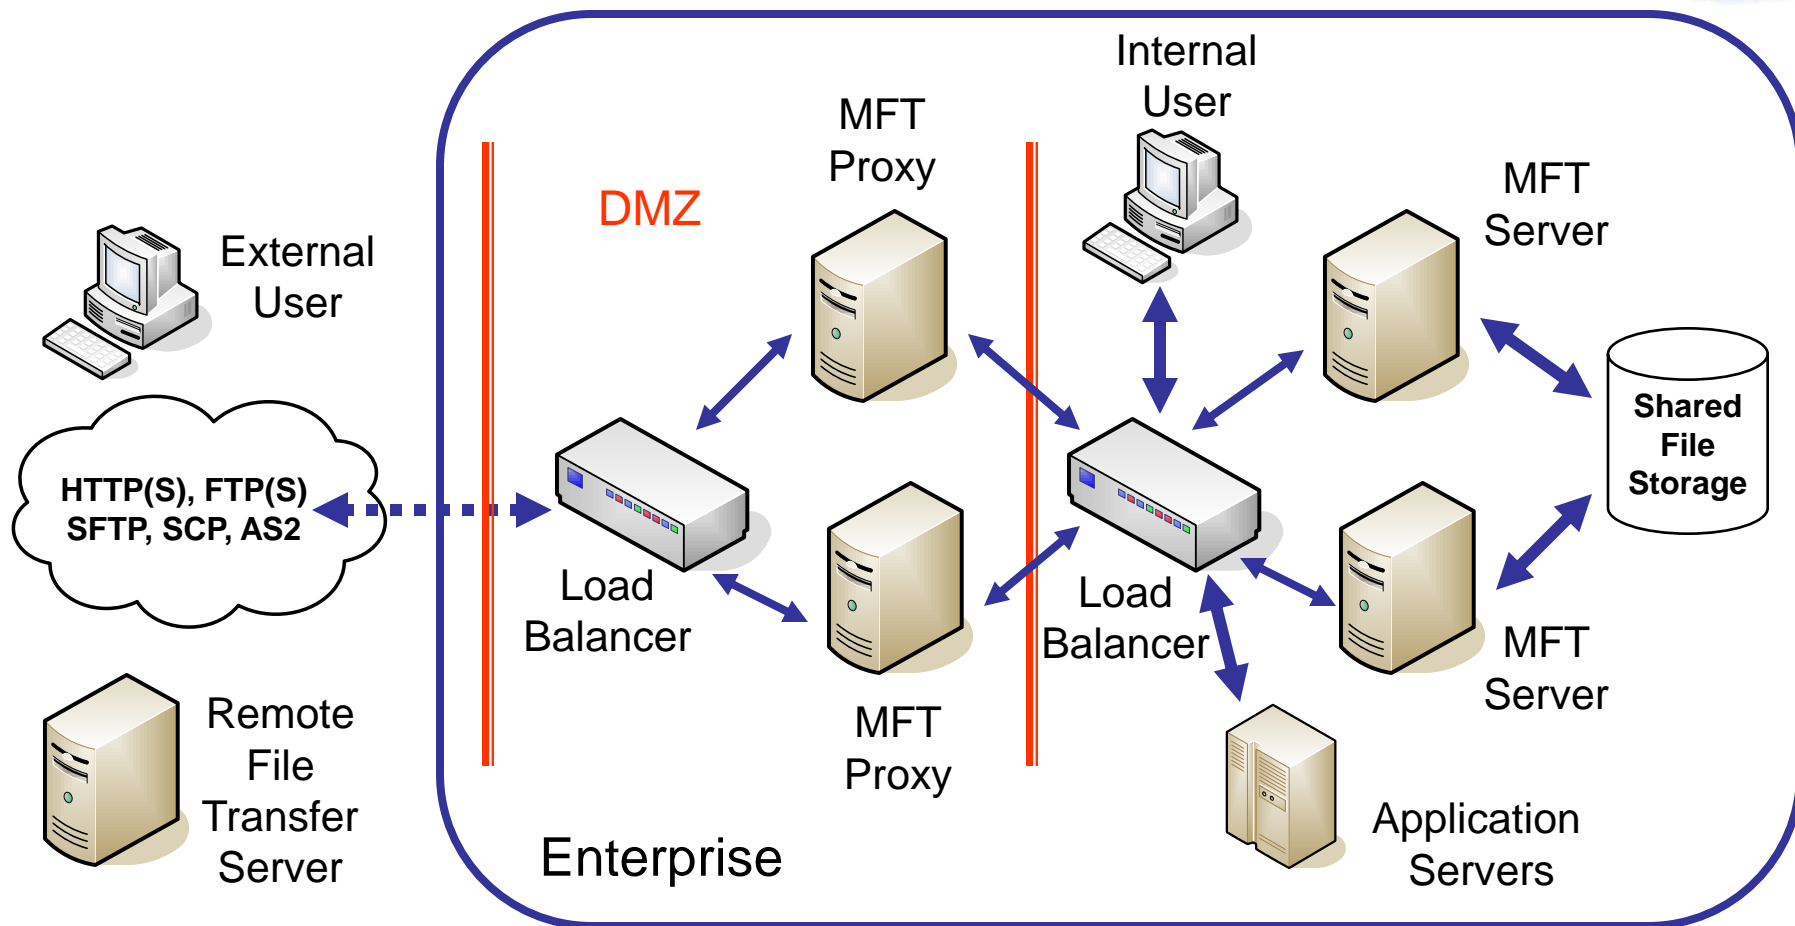 Internal
User
MFT
Proxy
DMZ
MFT
Server
External
User
HTTP(S), FTP(S)
SFTP, SCP, AS2
Shared
File
Storage
Load
Balancer
Load
Balancer
MFT
Server
Remote
File
Transfer
Server
MFT
Proxy
Application
Servers
Enterprise